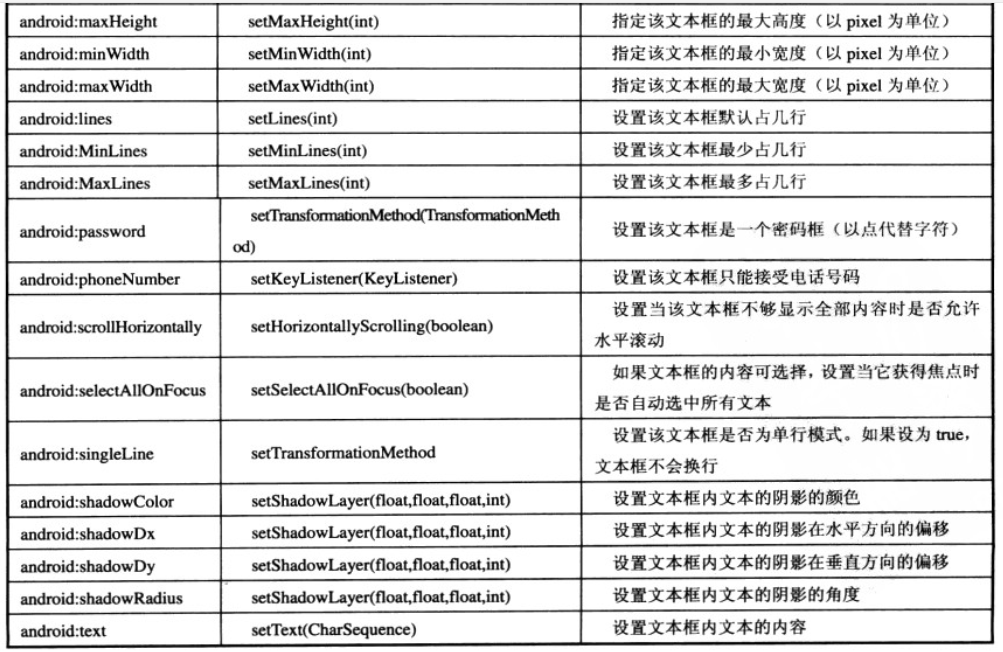 android:maxHeight setMaxHeight(int) 指定该文本框的最大高度（以 pixel 为单位）
android:minWidth setMinWidth(int) 指定该文本框的最小宽度（以 pixel 为单位）
android:maxWidth setMaxWidth(int) 指定该文本框的最大宽度（以 pixel 为单位）
android:lines setLines(int) 设置该文本框默认占几行
android:MinLines setMinLines(int) 设置该文本框最少占几行
android:MaxLines setMaxLines(int) 设置该文本框最多占几行
android:password setTransformationMethod(TransformationMeth
od) 设置该文本框是一个密码框（以点代替字符）
android:phoneNumber setKeyListener(KeyListener) 设置该文本框只能接受电话号码
android:scrollHorizontally setHorizontallyScrolling(boolean) 设置当该文本框不够显示全部内容时是否允许
水平滚动
android:selectAllOnFocus setSelectAllOnFocus(boolean) 如果文本框的内容可选择，设置当它获得焦点时
是否自动选中所有文本
android:singleLine setTransformationMethod 设置该文本框是否为单行模式。如果设为 true，
文本框不会换行
android:shadowColor setShadowLayer(float,float,float,int) 设置文本框内文本的阴影的颜色
android:shadowDx setShadowLayer(float,float,float,int) 设置文本框内文本的阴影在水平方向的偏移
android:shadowDy setShadowLayer(float,float,float,int) 设置文本框内文本的阴影在垂直方向的偏移
android:shadowRadius setShadowLayer(float,float,float,int) 设置文本框内文本的阴影的角度
android:text setText(CharSequence) 设置文本框内文本的内容